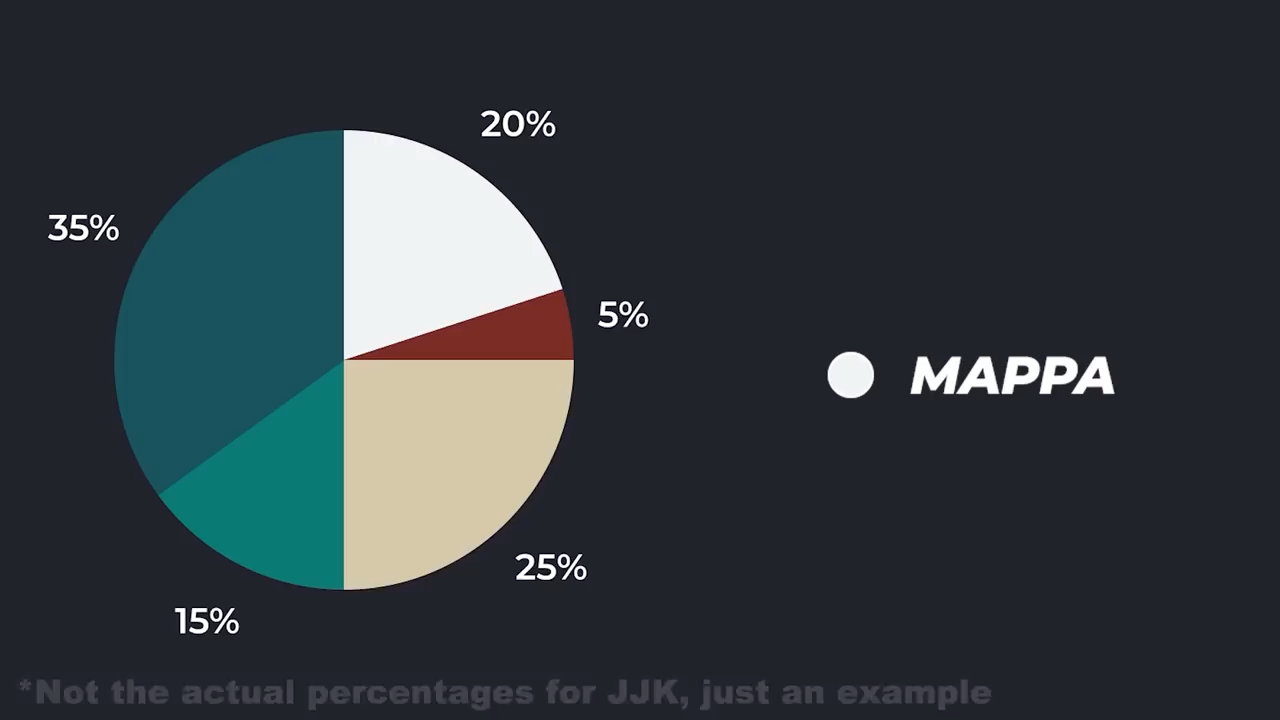 20%
35%
5%
MAPPA
25%
15%
*Not the actual percentages for JJK, just an example